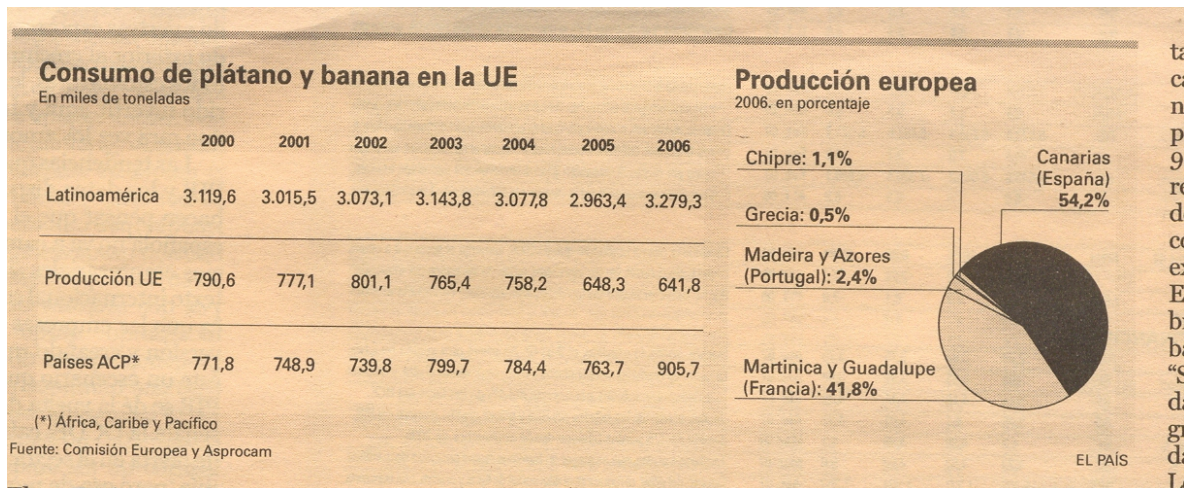 Consumo de plátano y banana en la UE
En miles de toneladas
2000 2001 2002 2003 2004 2005 2006
Latinoamérica 3.119,6 3.015,5 3.073,1 3.143,8 3.077,8 2.963,4 3.279,3
Producción UE 790,6 777,1 801,1 765,4 758,2 648,3 641,8
Países ACP* 771,8 748,9 739,8 799,7 784,4 763,7 905,7
(*) África, Caribe y Pacífico
Fuente: Comisión Europea y Asprocam
Producción europea
2006. en porcentaje
Chipre: 1,1%
Canarias
(España)
54,2%
Grecia: 0,5%
Madeira y Azores
(Portugal): 2,4%
Martinica y Guadalupe
(Francia): 41,8%
EL PAÍS